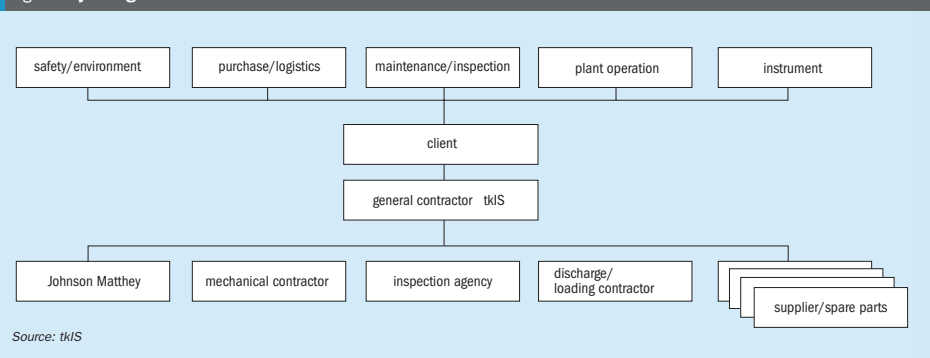 safety/environment
purchase/logistics
maintenance/inspection
plant operation
instrument
client
general contractor tkIS
Johnson Matthey
mechanical contractor
inspection agency
discharge/
loading contractor
supplier/spare parts
Source: tkIS